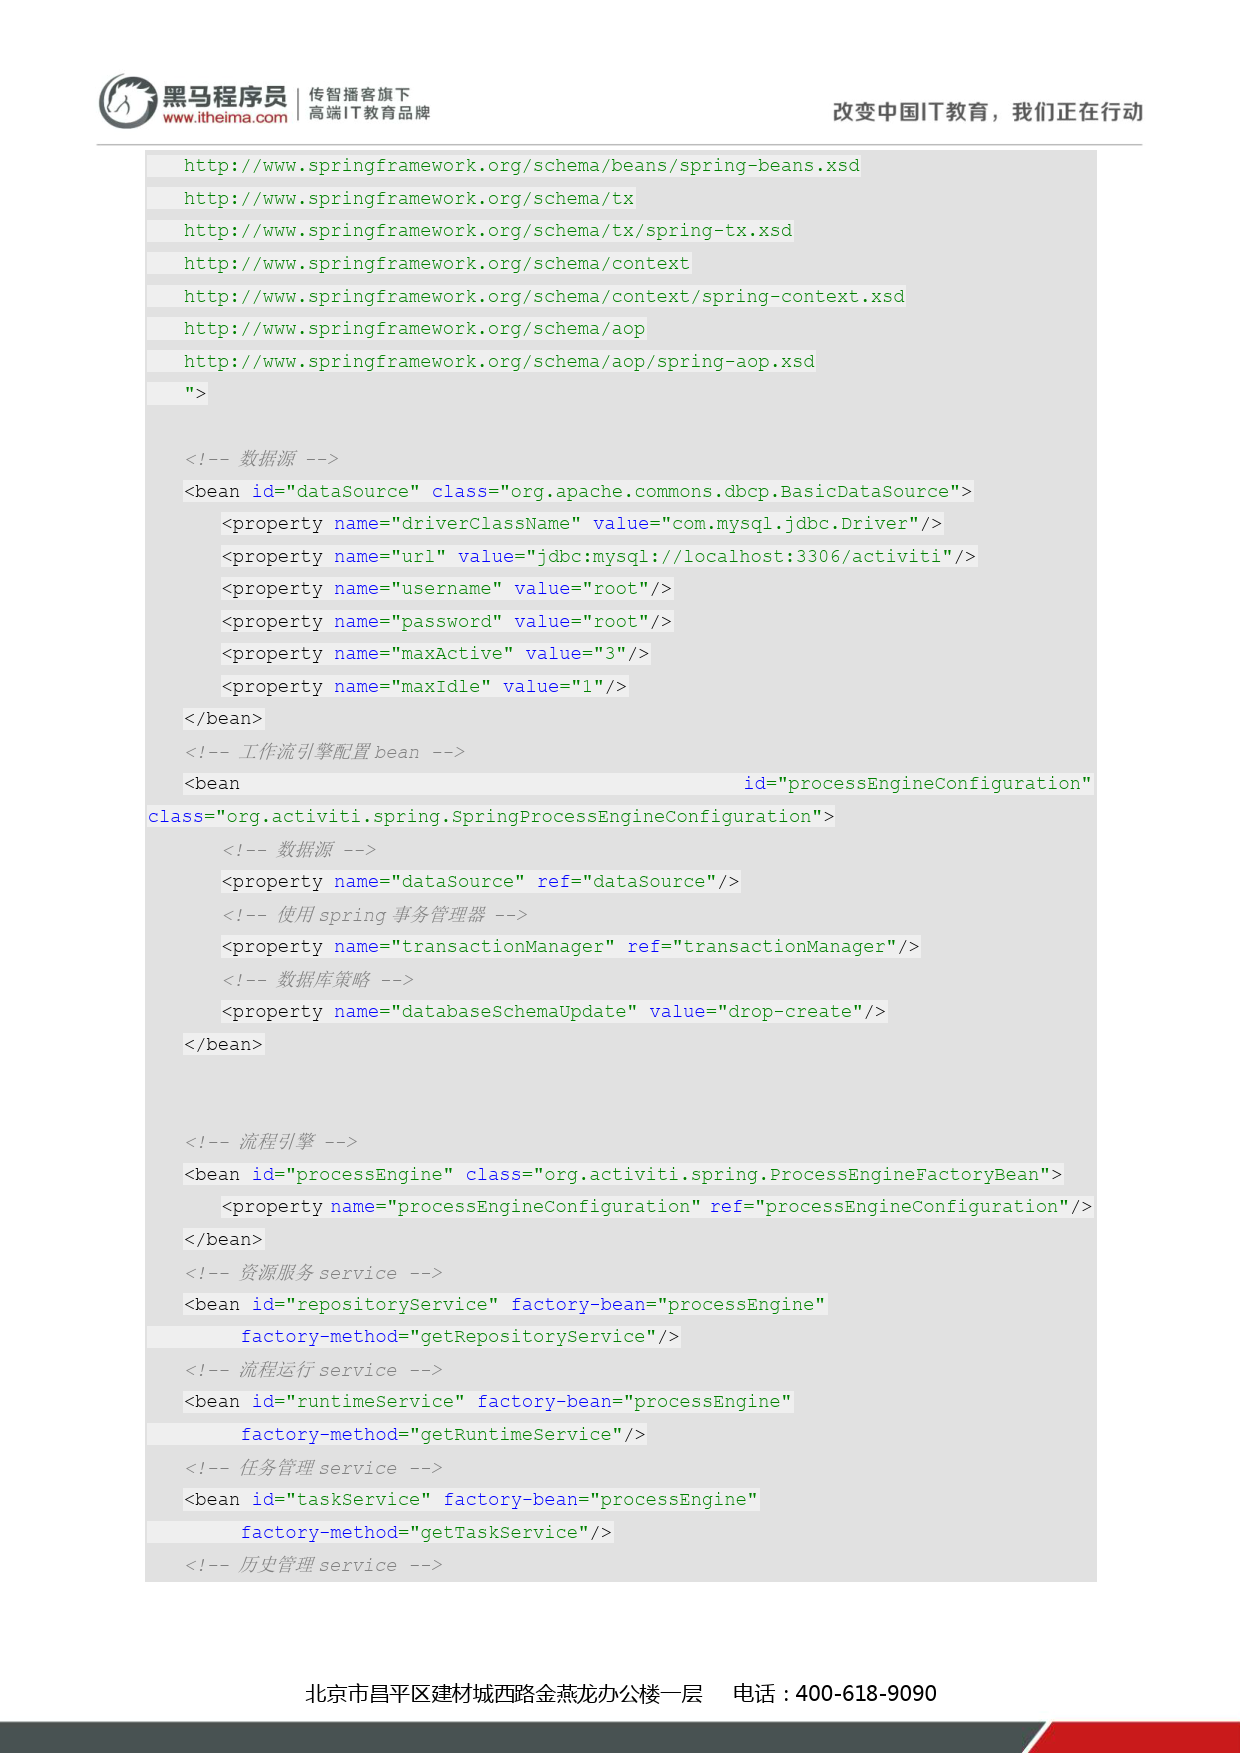 黑马程序员
www.itheima.com
传智播客旗下
高端IT教育品牌
改变中国IT教育，我们正在行动
http://www.springframework.org/schema/beans/spring-beans.xsd
http://www.springframework.org/schema/tx
http://www.springframework.org/schema/tx/spring-tx.xsd
http://www.springframework.org/schema/context
http://www.springframework.org/schema/context/spring-context.xsd
http://www.springframework.org/schema/aop
http://www.springframework.org/schema/aop/spring-aop.xsd
">
<!-- 数据源 -->
<bean id="dataSource" class="org.apache.commons.dbcp.BasicDataSource">
<property name="driverClassName" value="com.mysql.jdbc.Driver"/>
<property name="url" value="jdbc:mysql://localhost:3306/activiti"/>
<property name="username" value="root"/>
<property name="password" value="root"/>
<property name="maxActive" value="3"/>
<property name="maxIdle" value="1"/>
</bean>
<!-- 工作流引擎配置 bean -->
<bean id="processEngineConfiguration"
class="org.activiti.spring.SpringProcessEngineConfiguration">
<!-- 数据源 -->
<property name="dataSource" ref="dataSource"/>
<!-- 使用 spring 事务管理器 -->
<property name="transactionManager" ref="transactionManager"/>
<!-- 数据库策略 -->
<property name="databaseSchemaUpdate" value="drop-create"/>
</bean>
<!-- 流程引擎 -->
<bean id="processEngine" class="org.activiti.spring.ProcessEngineFactoryBean">
<property name="processEngineConfiguration" ref="processEngineConfiguration"/>
</bean>
<!-- 资源服务 service -->
<bean id="repositoryService" factory-bean="processEngine"
factory-method="getRepositoryService"/>
<!-- 流程运行 service -->
<bean id="runtimeService" factory-bean="processEngine"
factory-method="getRuntimeService"/>
<!-- 任务管理 service -->
<bean id="taskService" factory-bean="processEngine"
factory-method="getTaskService"/>
<!-- 历史管理 service -->
北京市昌平区建材城西路金燕龙办公楼一层 电话：400-618-9090